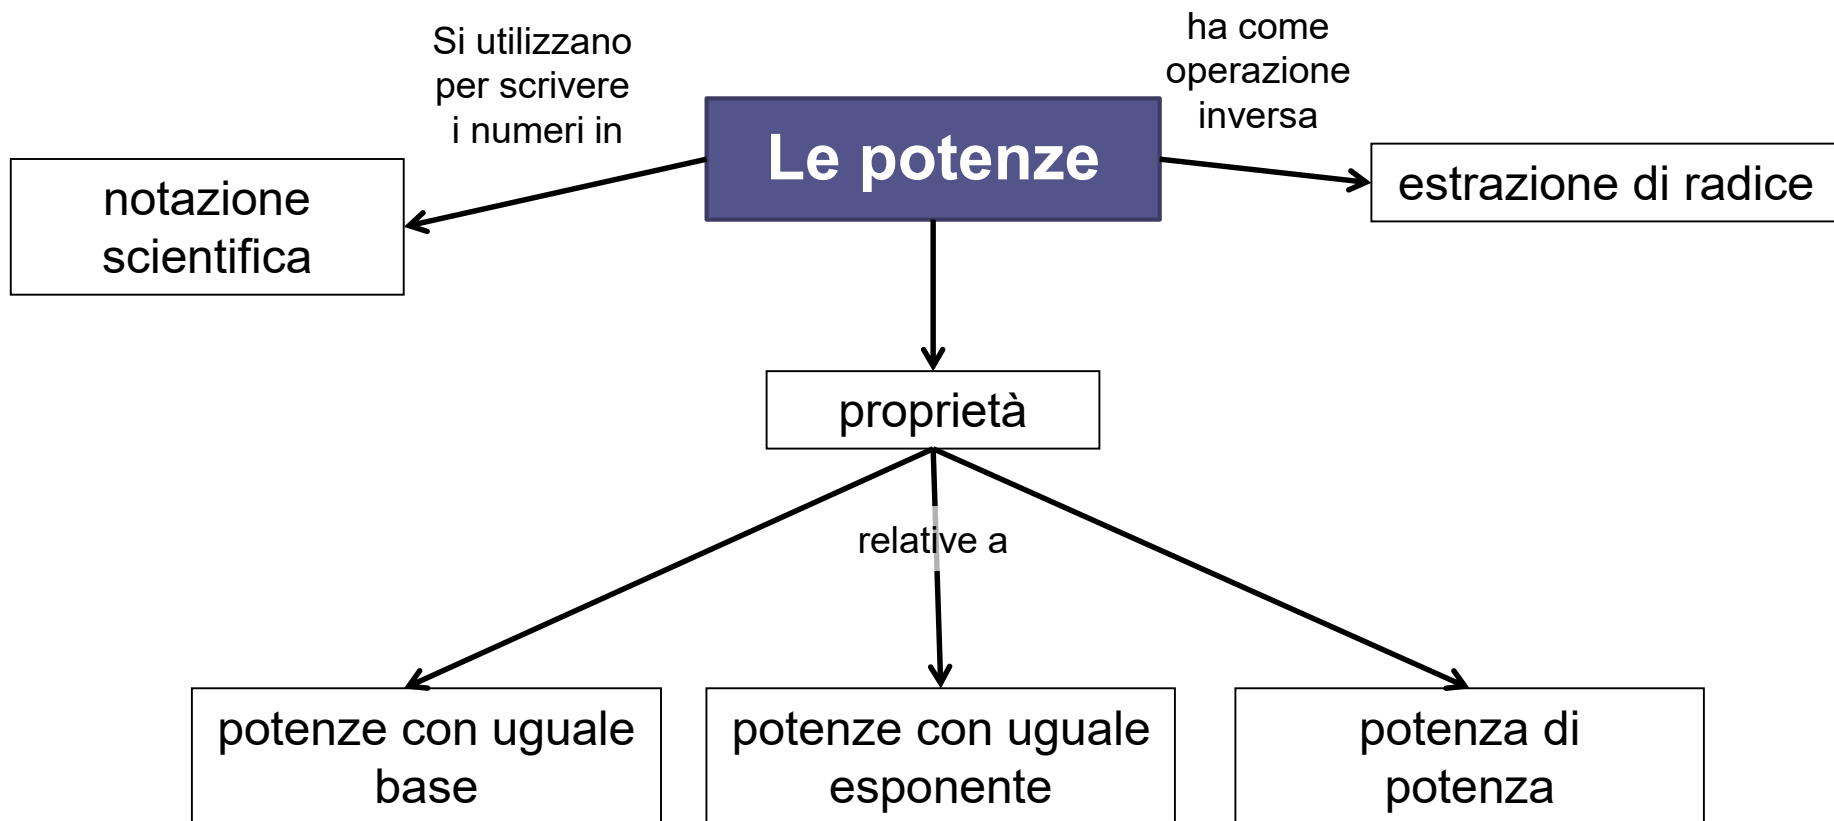 Si utilizzano
per scrivere
i numeri in
ha come
operazione
inversa
Le potenze
notazione
scientifica
estrazione di radice
proprietà
relative a
potenze con uguale
base
potenze con uguale
esponente
potenza di
potenza